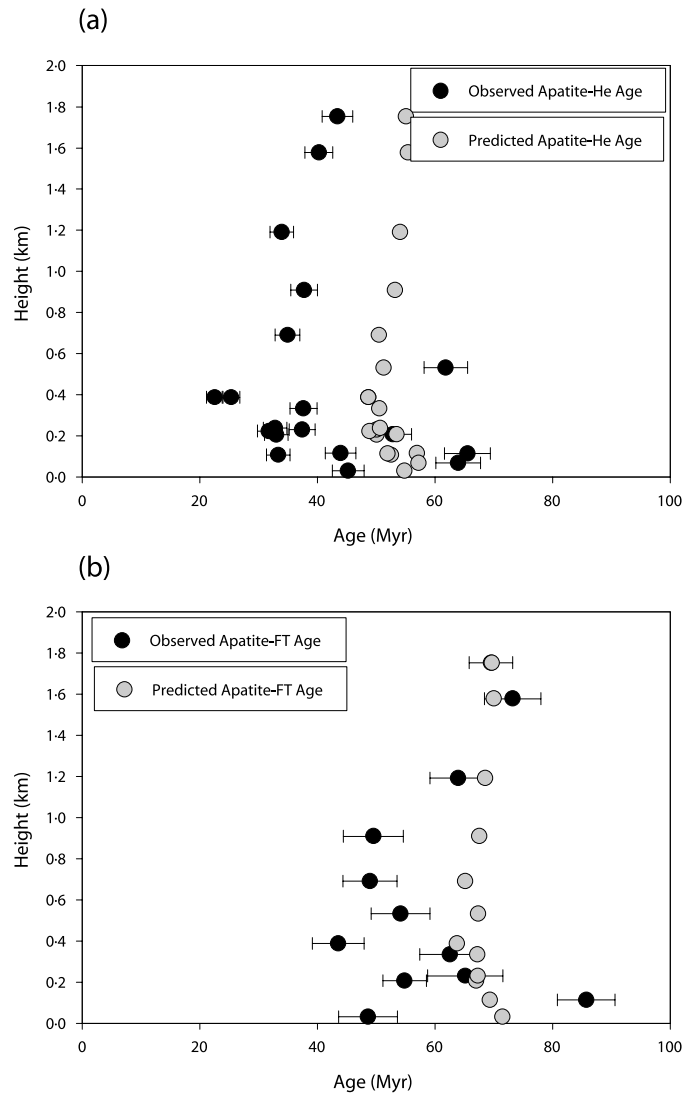 (a)
2·0
1·8
1·6
1·4
1·2
1·0
0·8
0·6
0·4
0·2
0·0
Height (km)
Observed Apatite-He Age
Predicted Apatite-He Age
0 20 40 60 80 100
Age (Myr)
(b)
2·0
1·8
1·6
1·4
1·2
1·0
0·8
0·6
0·4
0·2
0·0
Height (km)
Observed Apatite-FT Age
Predicted Apatite-FT Age
0 20 40 60 80 100
Age (Myr)